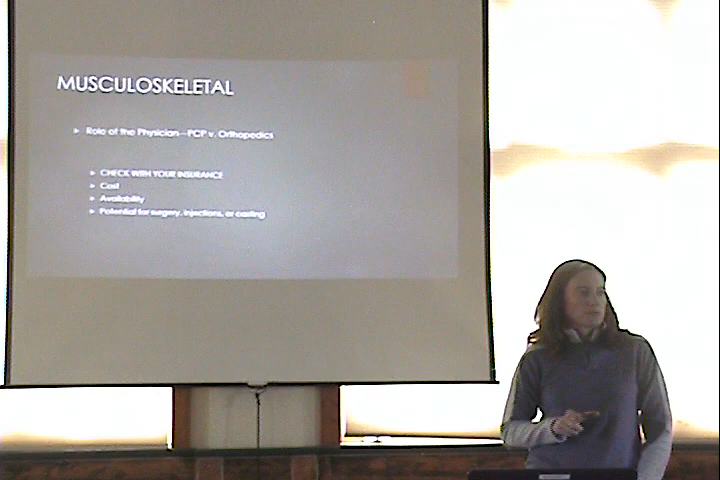 MUSCULOSKELETAL
Role of the Physician—PCP v. Orthopedics
CHECK WITH YOUR INSURANCE
Cost
Availability
Potential for surgery, injections, or casting